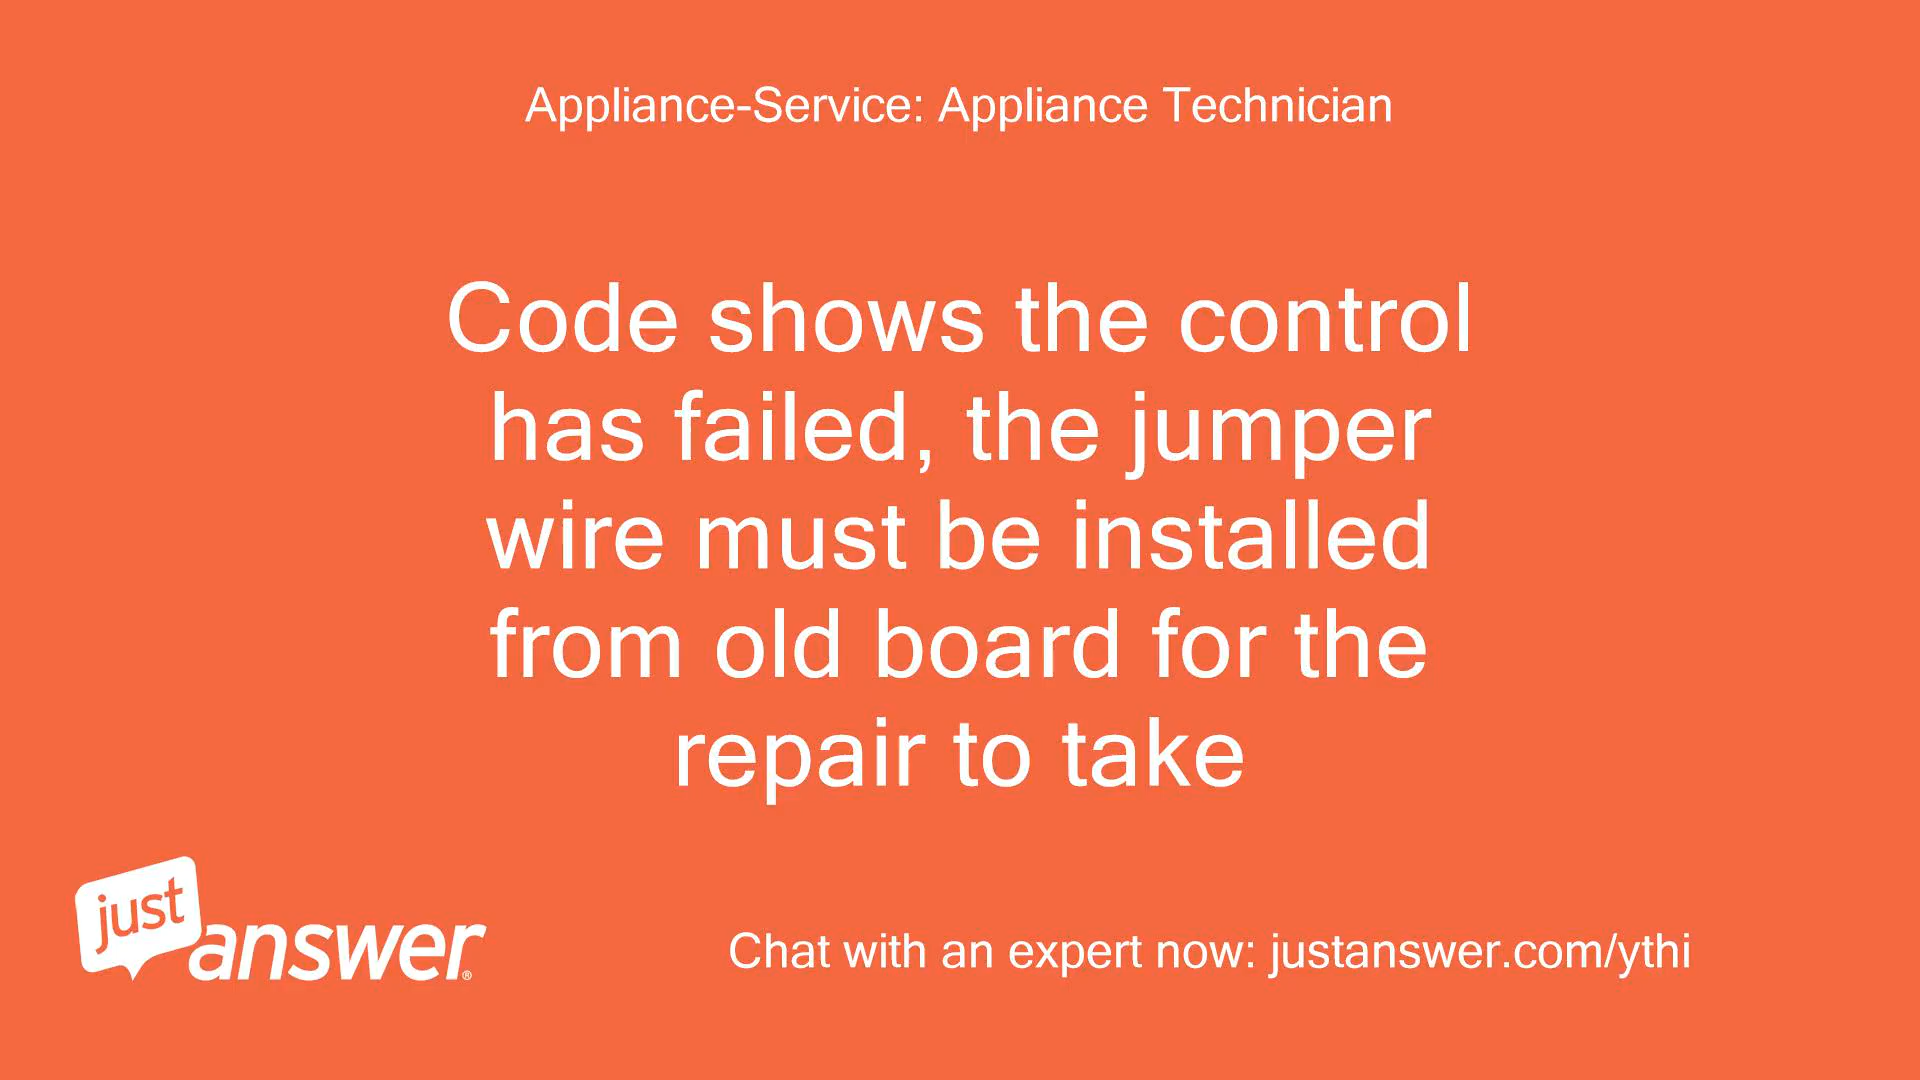 Appliance-Service: Appliance Technician
Code shows the control
has failed, the jumper
wire must be installed
from old board for the
repair to take
just
answer®
Chat with an expert now: justanswer.com/ythi